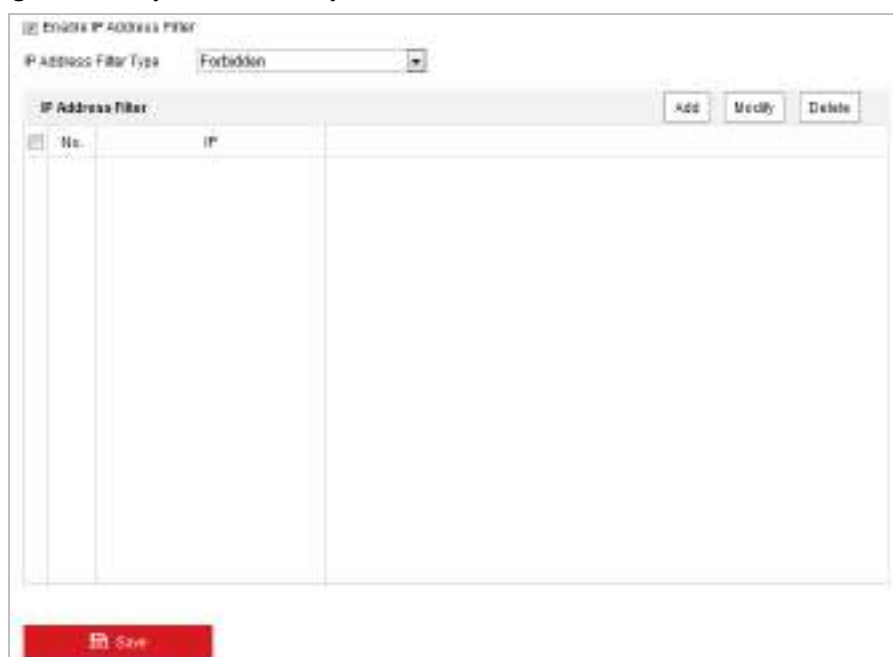 Enable IP Address Filter
IP Address Filter Type Forbidden
IP Address Filter Add Modify Delete
No. IP
Save